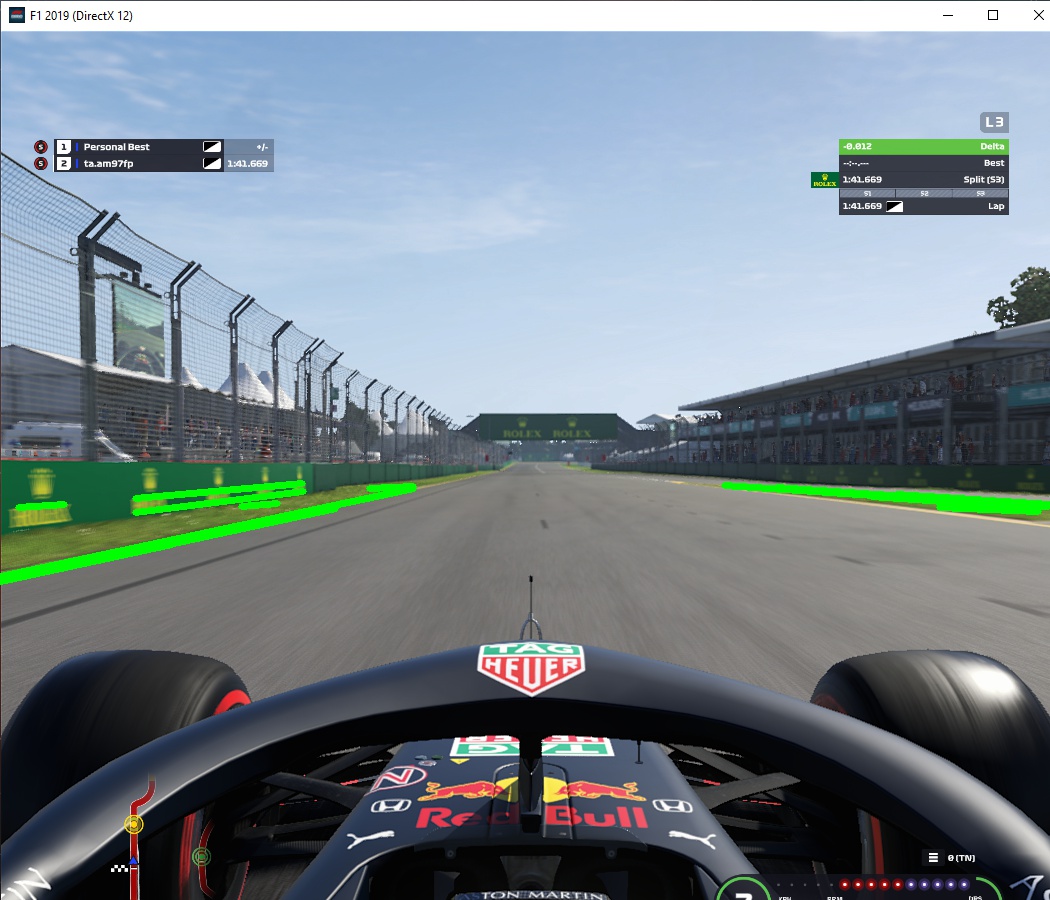 F1 2019 (DirectX 12)
L3
S 1 Personal Best +/-
S 2 ta.am97fp 1:41.669
-0.012 Delta
--:--.--- Best
ROLEX 1:41.669 Split (S3)
S1 S2 S3
1:41.669 Lap
ROLEX ROLEX
TAG
HEUER
Red Bull
0 (TN)
TON MARTIN